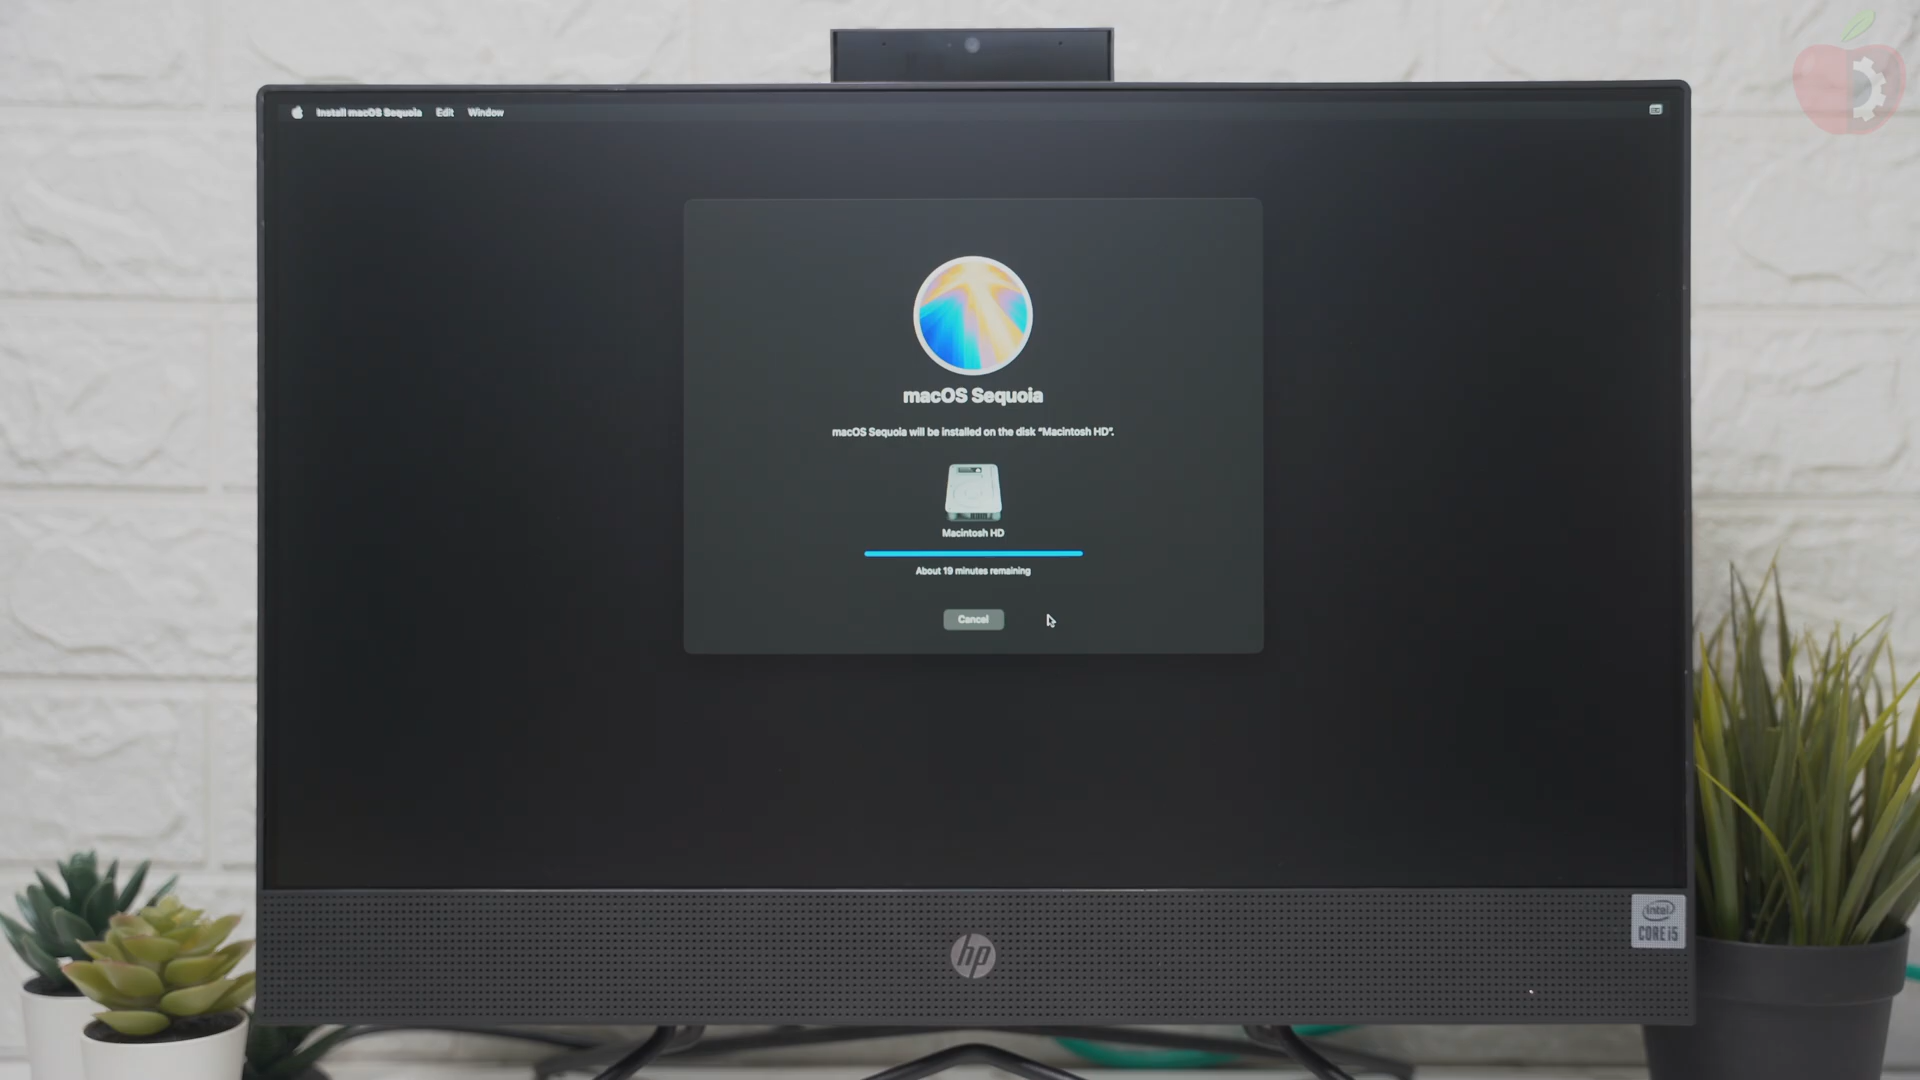 Install macOS Sequoia Edit Window
macOS Sequoia
macOS Sequoia will be installed on the disk “Macintosh HD”.
Macintosh HD
About 19 minutes remaining
Cancel
intel
CORE i5
hp